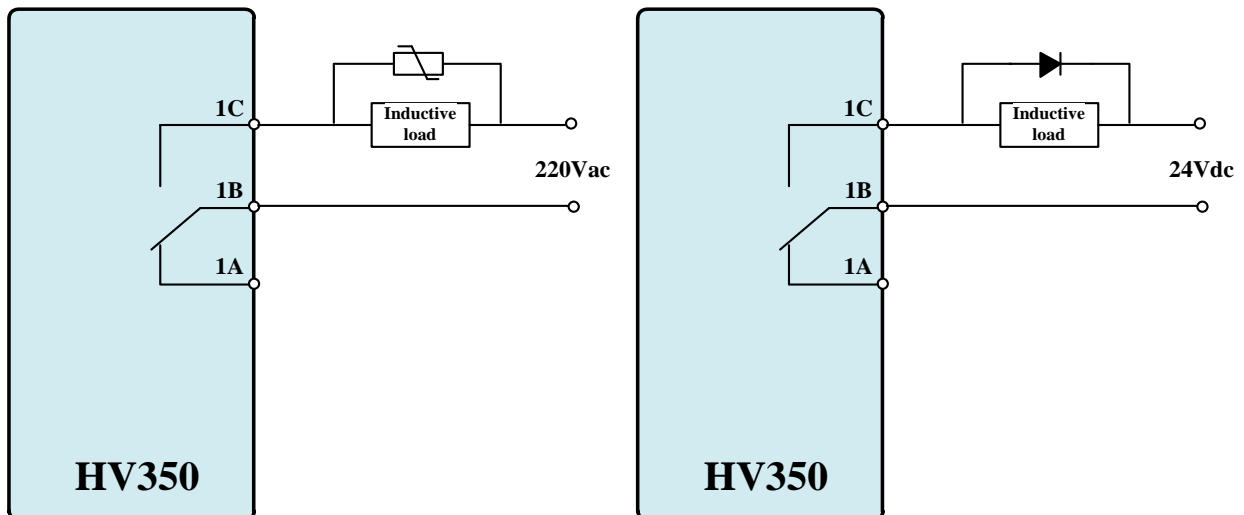 1C
Inductive
load
220Vac
1B
1A
HV350
1C
Inductive
load
24Vdc
1B
1A
HV350